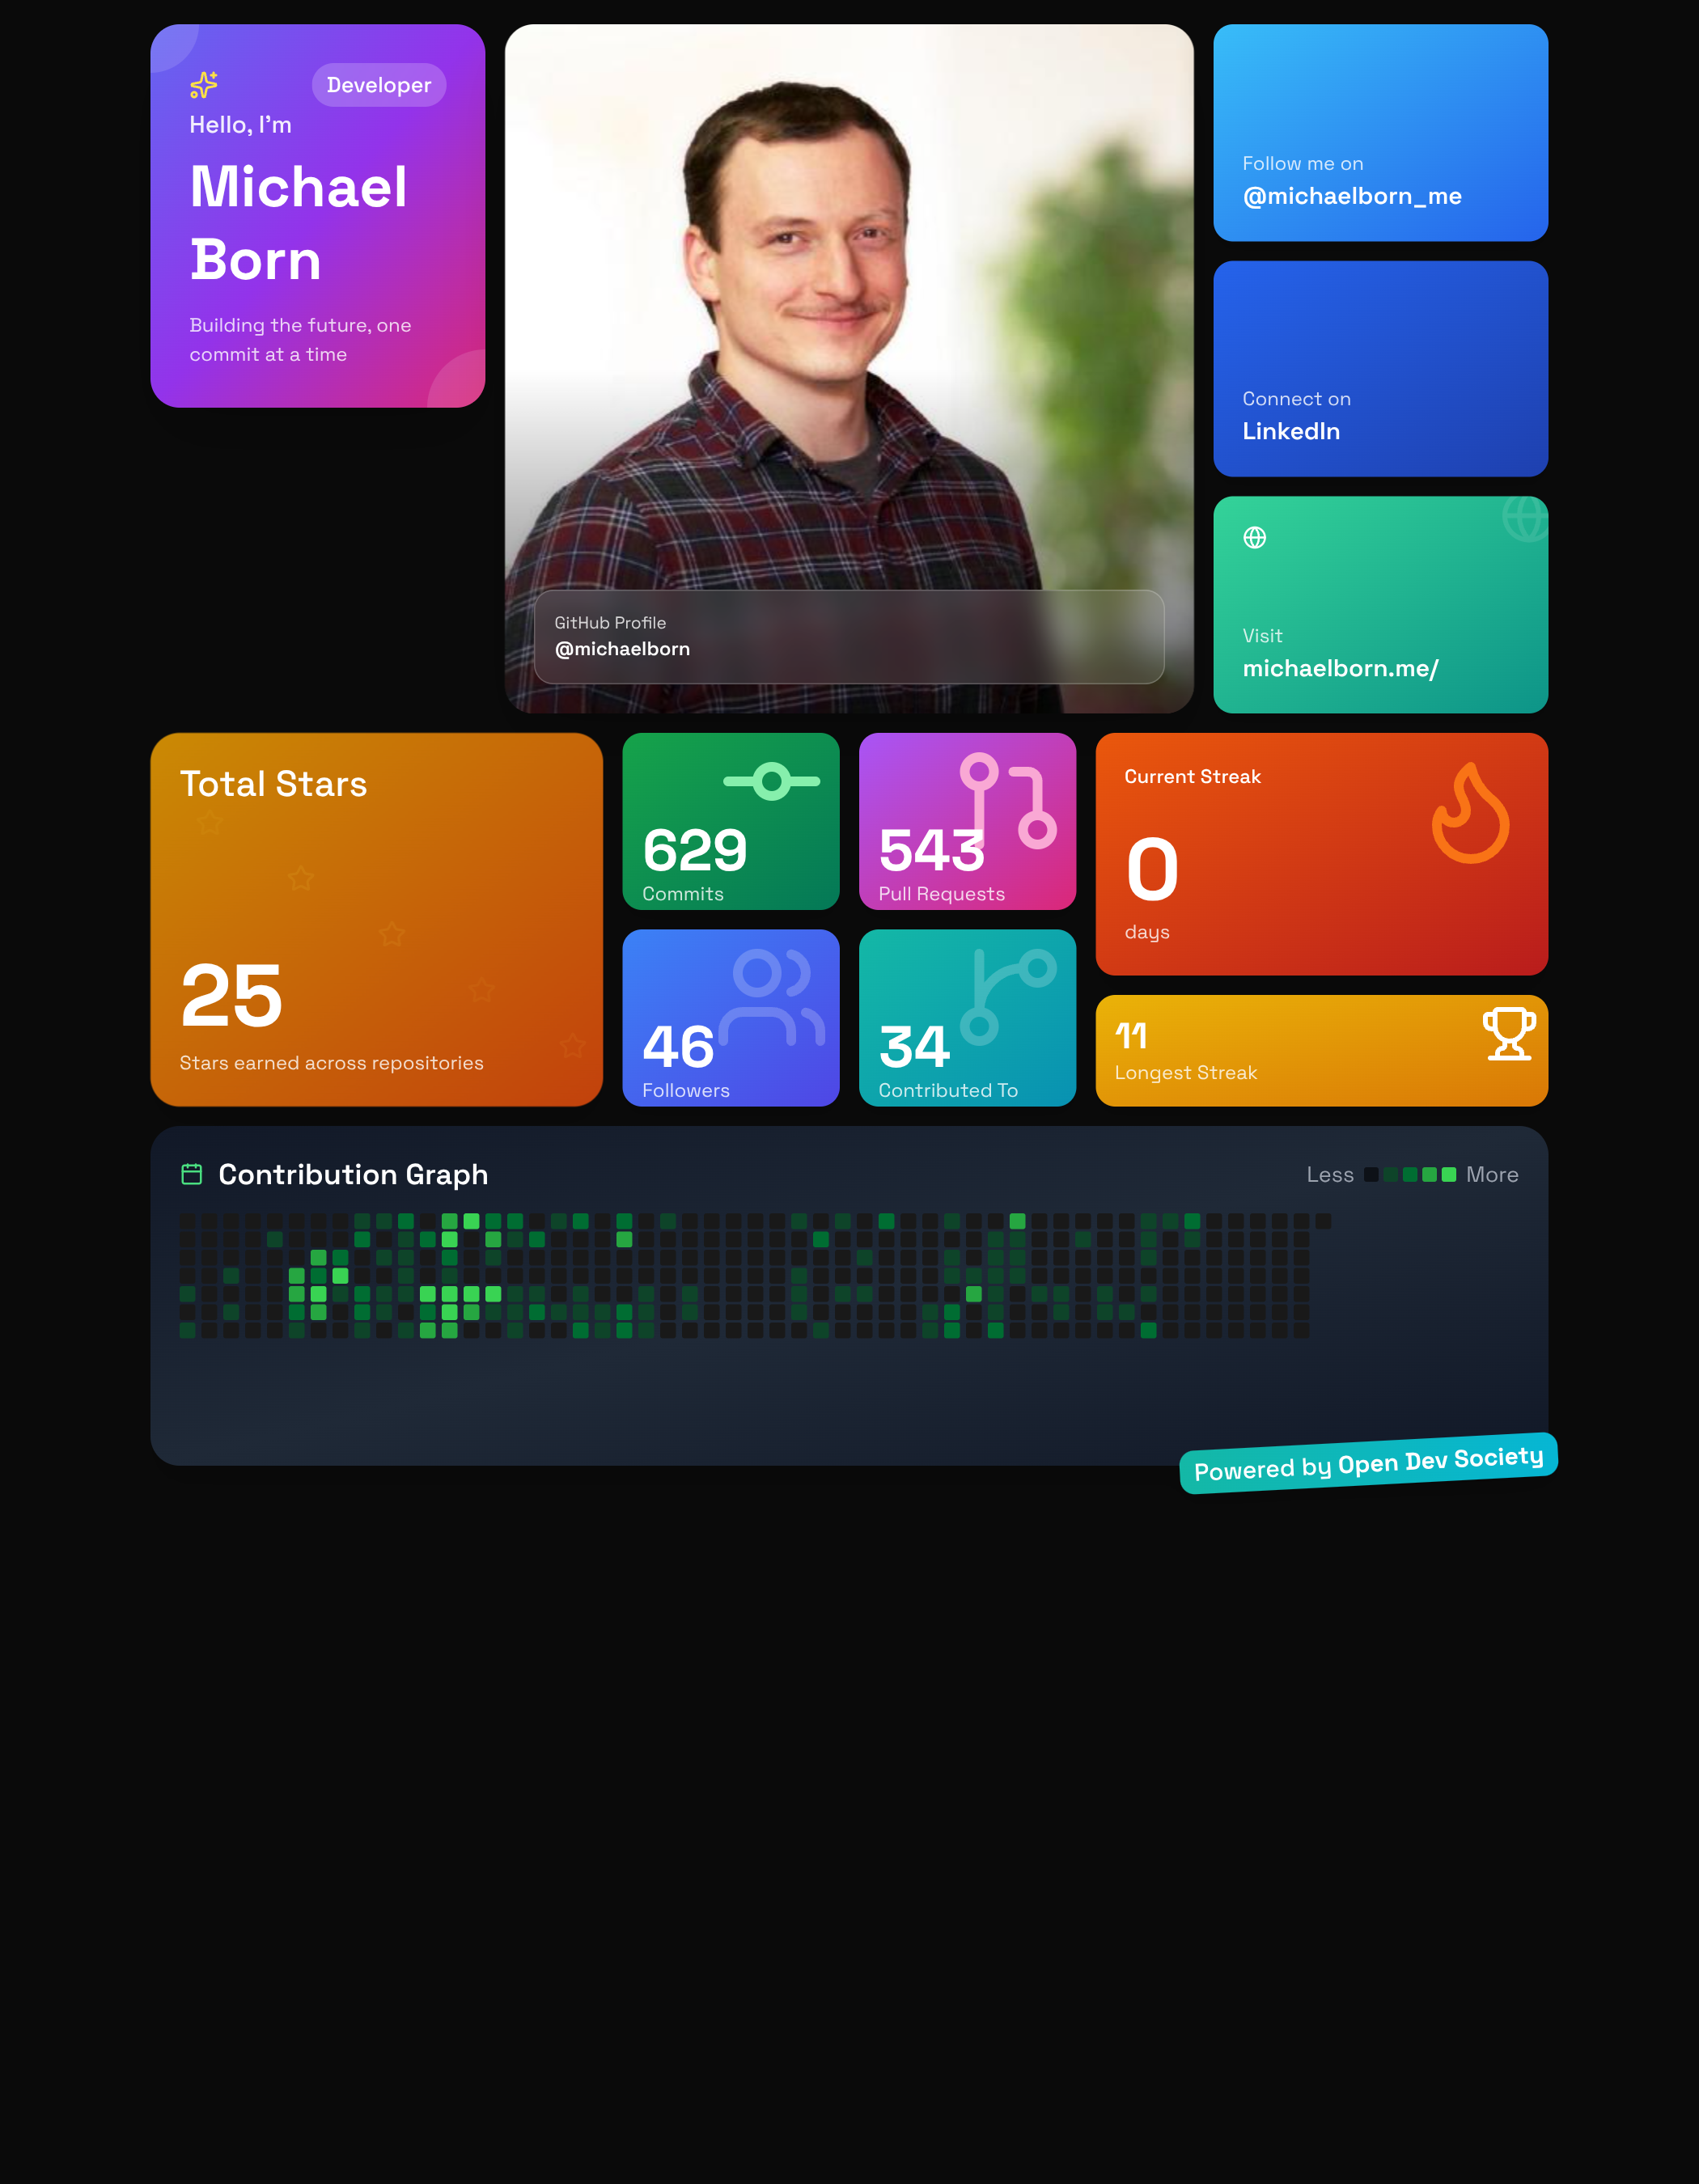 Developer
Hello, I'm
Michael
Born
Building the future, one
commit at a time
GitHub Profile
@michaelborn
Follow me on
@michaelborn_me
Connect on
LinkedIn
Visit
michaelborn.me/
Total Stars
25
Stars earned across repositories
629
Commits
543
Pull Requests
46
Followers
34
Contributed To
Current Streak
0
days
11
Longest Streak
Contribution Graph
Less
More
Powered by Open Dev Society